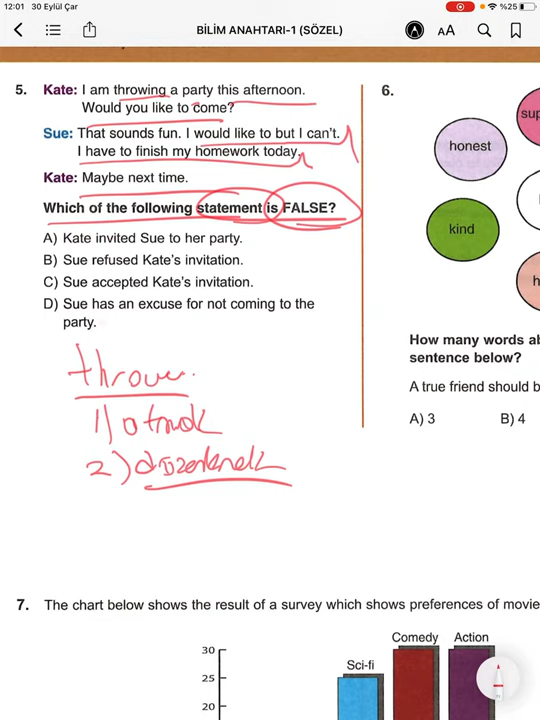 12:01 30 Eylül Çar
%25
BİLİM ANAHTARI-1 (SÖZEL)
AA
5. Kate: I am throwing a party this afternoon.
Would you like to come?
Sue: That sounds fun. I would like to but I can't.
I have to finish my homework today.
Kate: Maybe next time.
Which of the following statement is FALSE?
A) Kate invited Sue to her party.
B) Sue refused Kate's invitation.
C) Sue accepted Kate's invitation.
D) Sue has an excuse for not coming to the
party.
throw
1) atmak
2) düzenlemek
6.
honest
sup
kind
h
How many words ab
sentence below?
A true friend should b
A) 3 B) 4
7. The chart below shows the result of a survey which shows preferences of movie
30
25
20
Sci-fi
Comedy
Action